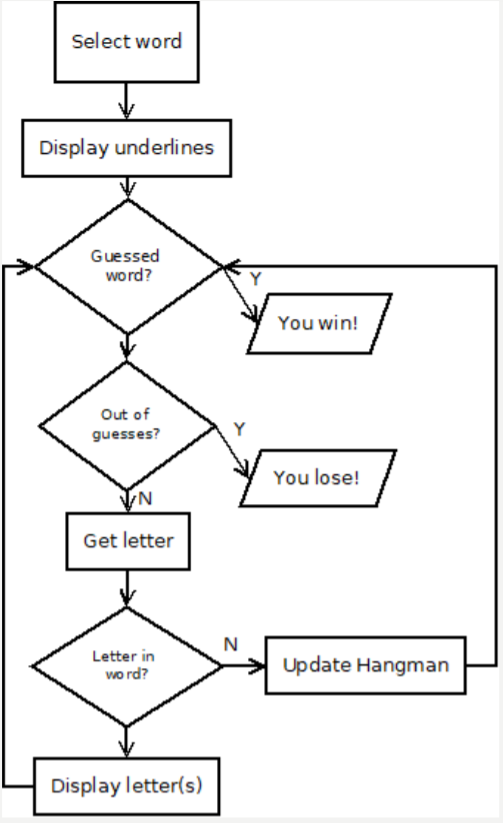 Select word
Display underlines
Guessed
word?
Y
You win!
Out of
guesses?
Y
You lose!
N
Get letter
Letter in
word?
N
Update Hangman
Display letter(s)